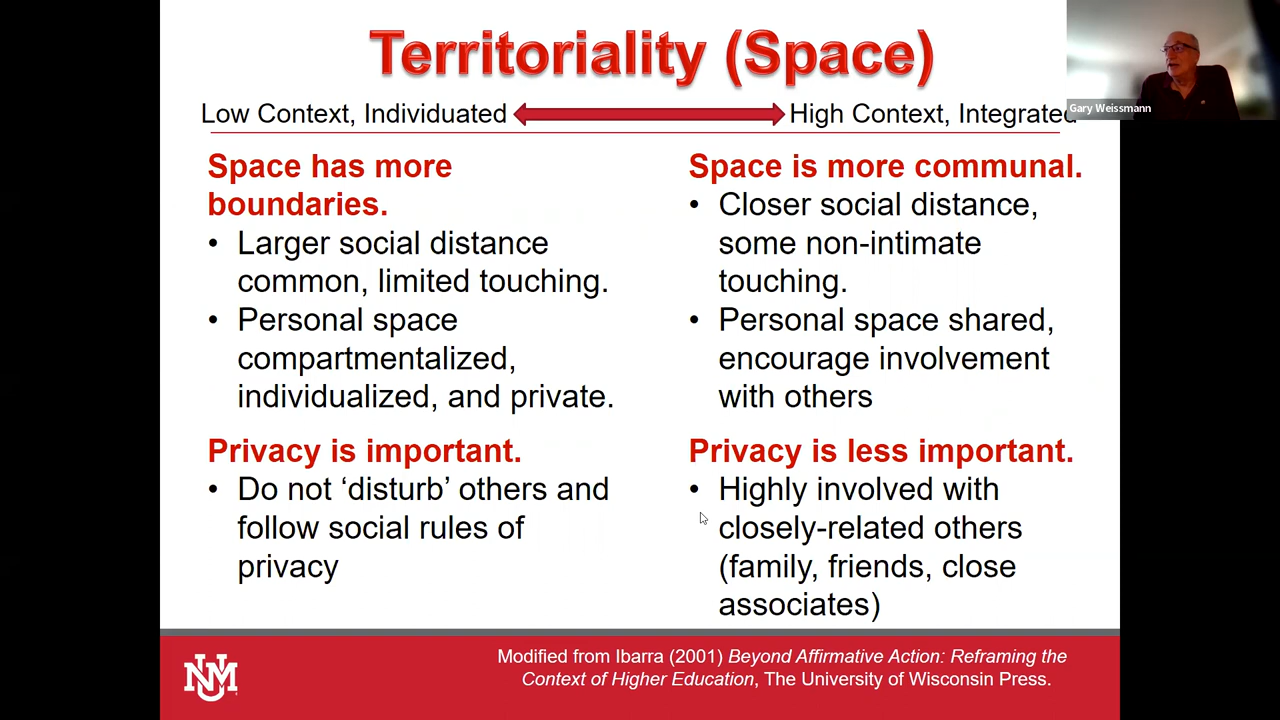 Territoriality (Space)
Low Context, Individuated
High Context, Integrated
Gary Weissmann
Space has more
boundaries.
• Larger social distance
common, limited touching.
• Personal space
compartmentalized,
individualized, and private.
Privacy is important.
• Do not ‘disturb’ others and
follow social rules of
privacy
Space is more communal.
• Closer social distance,
some non-intimate
touching.
• Personal space shared,
encourage involvement
with others
Privacy is less important.
• Highly involved with
closely-related others
(family, friends, close
associates)
UNM
Modified from Ibarra (2001) Beyond Affirmative Action: Reframing the
Context of Higher Education, The University of Wisconsin Press.